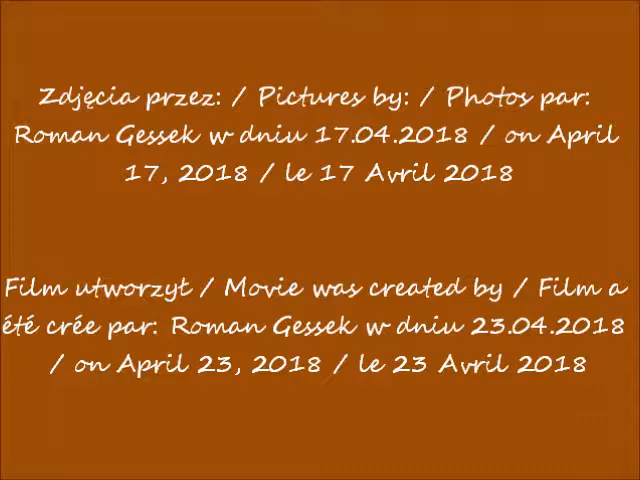 Zdjęcia przez: / Pictures by: / Photos par:
Roman Gessek w dniu 17.04.2018 / on April
17, 2018 / le 17 Avril 2018
Film utworzył / Movie was created by / Film a
été crée par: Roman Gessek w dniu 23.04.2018
/ on April 23, 2018 / le 23 Avril 2018